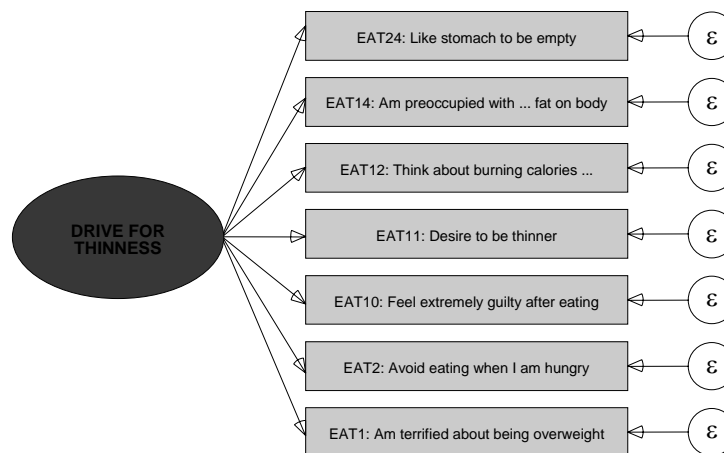 EAT24: Like stomach to be empty
ε
EAT14: Am preoccupied with ... fat on body
ε
EAT12: Think about burning calories ...
ε
DRIVE FOR
THINNESS
EAT11: Desire to be thinner
ε
EAT10: Feel extremely guilty after eating
ε
EAT2: Avoid eating when I am hungry
ε
EAT1: Am terrified about being overweight
ε